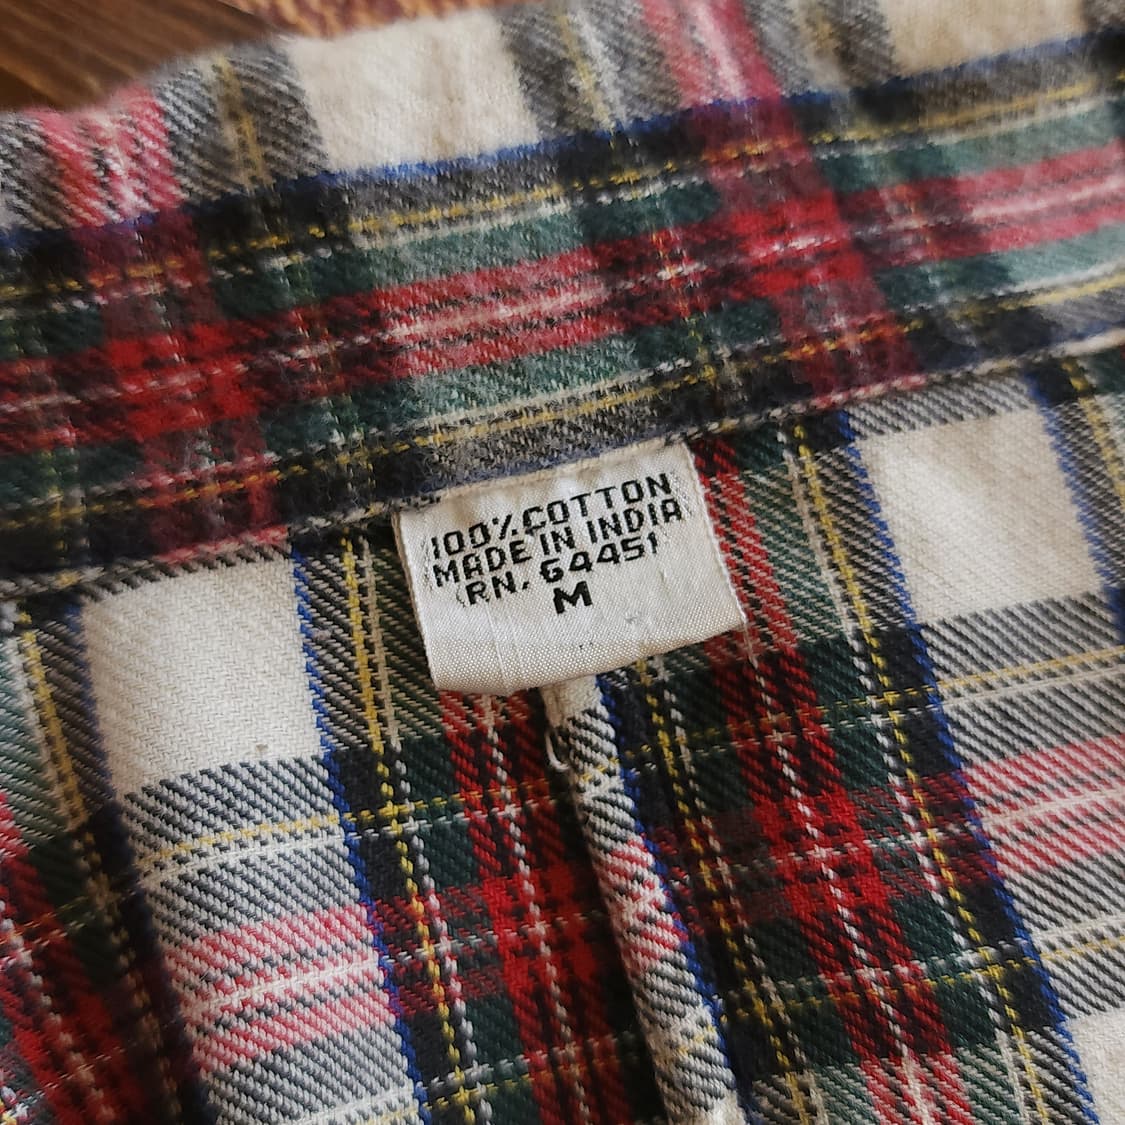 100% COTTON
MADE IN INDIA
RN. 64451
M